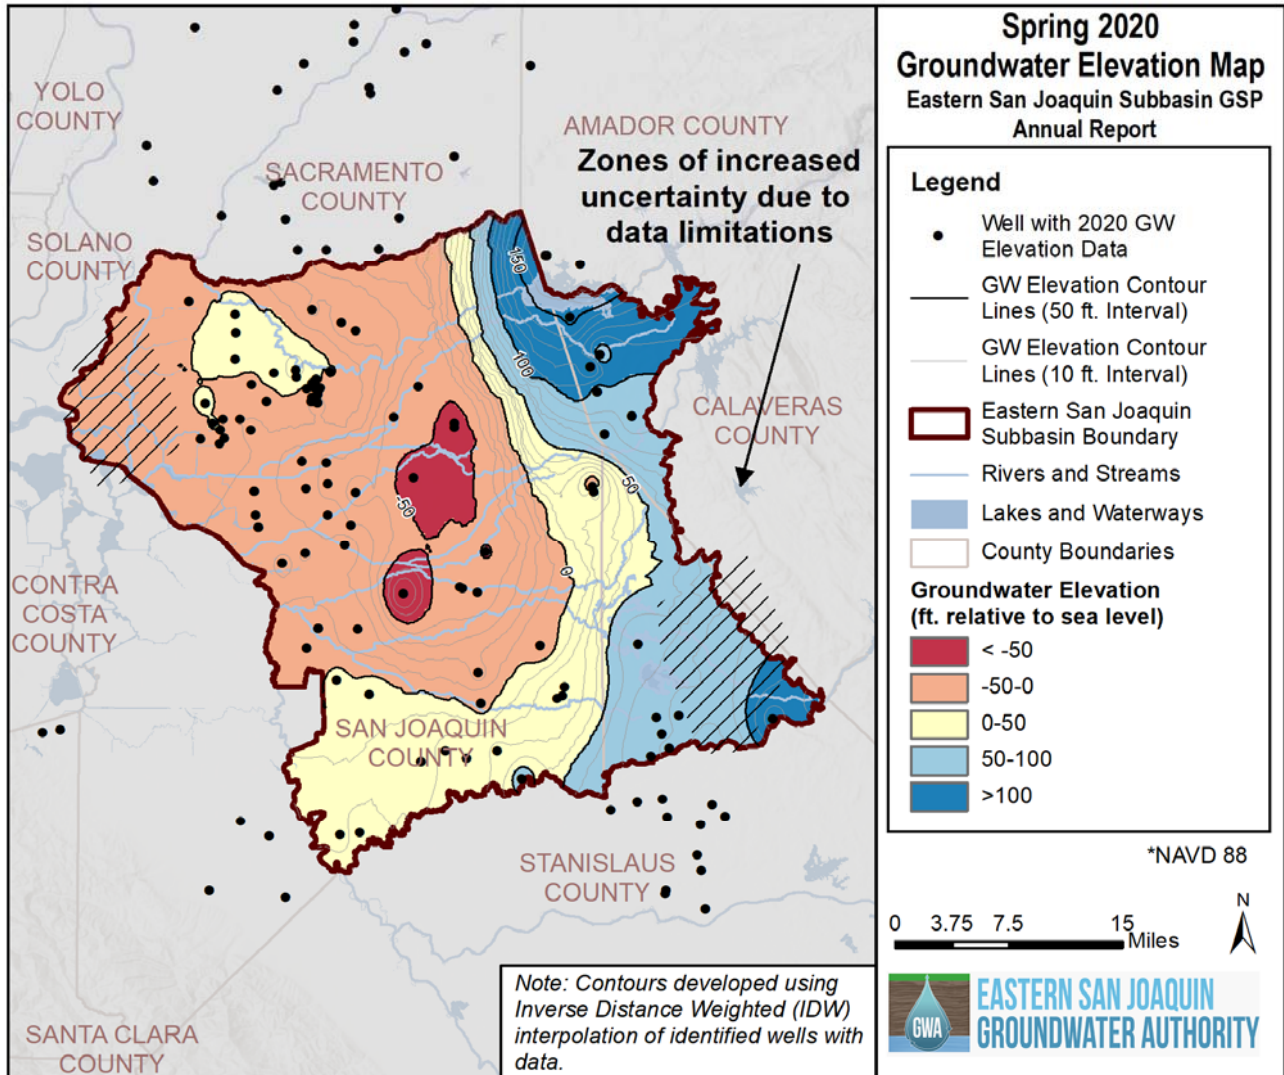 Spring 2020
Groundwater Elevation Map
Eastern San Joaquin Subbasin GSP
Annual Report
YOLO
COUNTY
AMADOR COUNTY
Zones of increased
uncertainty due to
data limitations
SACRAMENTO
COUNTY
SOLANO
COUNTY
150
100
CALAVERAS
COUNTY
50
-50
0
CONTRA
COSTA
COUNTY
SAN JOAQUIN
COUNTY
STANISLAUS
COUNTY
SANTA CLARA
COUNTY
Note: Contours developed using
Inverse Distance Weighted (IDW)
interpolation of identified wells with
data.
Legend
Well with 2020 GW
Elevation Data
GW Elevation Contour
Lines (50 ft. Interval)
GW Elevation Contour
Lines (10 ft. Interval)
Eastern San Joaquin
Subbasin Boundary
Rivers and Streams
Lakes and Waterways
County Boundaries
Groundwater Elevation
(ft. relative to sea level)
< -50
-50-0
0-50
50-100
>100
*NAVD 88
N
0 3.75 7.5 15
Miles
GWA
EASTERN SAN JOAQUIN
GROUNDWATER AUTHORITY